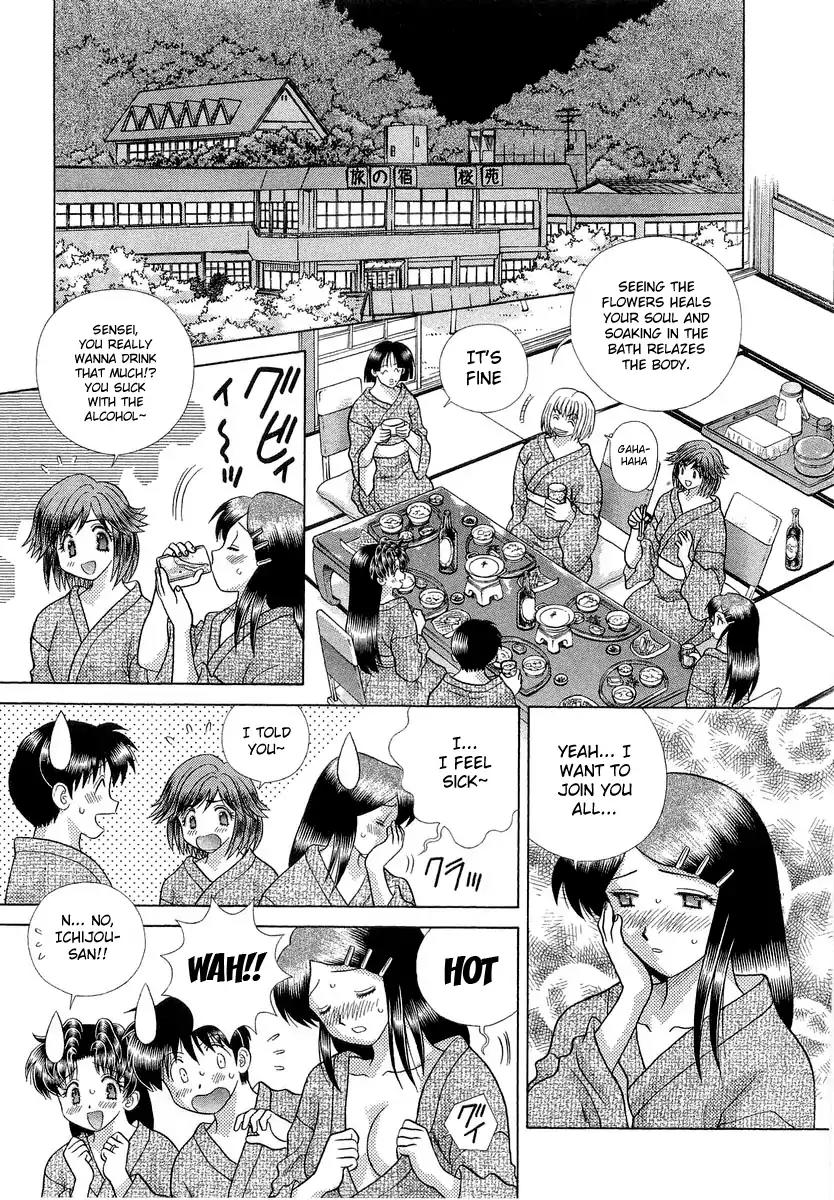 旅の宿 桜苑
SEEING THE
FLOWERS HEALS
YOUR SOUL AND
SOAKING IN THE
BATH RELAZES
THE BODY.
IT'S
FINE
GAHA-
HAHA
SENSEI,
YOU REALLY
WANNA DRINK
THAT MUCH!?
YOU SUCK
WITH THE
ALCOHOL~
グビィ
イ〜ッ
YEAH... I
WANT TO
JOIN YOU
ALL...
I...
I FEEL
SICK~
I TOLD
YOU~
クラッ
HOT
グイ
WAH!!
N... NO,
ICHIJOU-
SAN!!